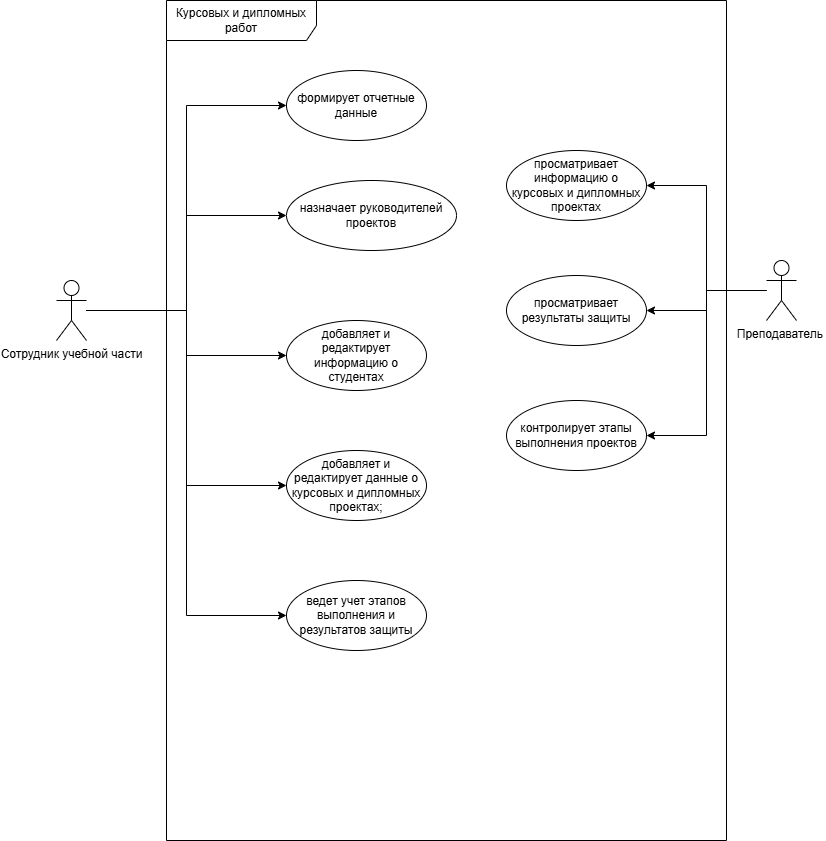 Курсовых и дипломных
работ
формирует отчетные
данные
назначает руководителей
проектов
добавляет и
редактирует
информацию о
студентах
добавляет и
редактирует данные о
курсовых и дипломных
проектах;
ведет учет этапов
выполнения и
результатов защиты
Сотрудник учебной части
просматривает
информацию о
курсовых и дипломных
проектах
просматривает
результаты защиты
контролирует этапы
выполнения проектов
Преподаватель